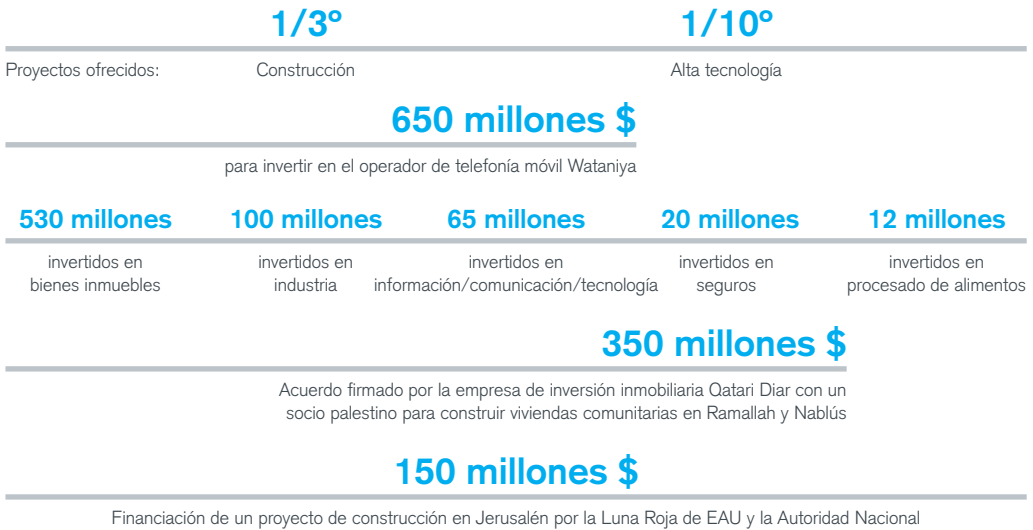 1/3º 1/10º
Proyectos ofrecidos: Construcción Alta tecnología
650 millones $
para invertir en el operador de telefonía móvil Wataniya
530 millones 100 millones 65 millones 20 millones 12 millones
invertidos en invertidos en invertidos en invertidos en invertidos en
bienes inmuebles industria información/comunicación/tecnología seguros procesado de alimentos
350 millones $
Acuerdo firmado por la empresa de inversión inmobiliaria Qatari Diar con un
socio palestino para construir viviendas comunitarias en Ramallah y Nablús
150 millones $
Financiación de un proyecto de construcción en Jerusalén por la Luna Roja de EAU y la Autoridad Nacional